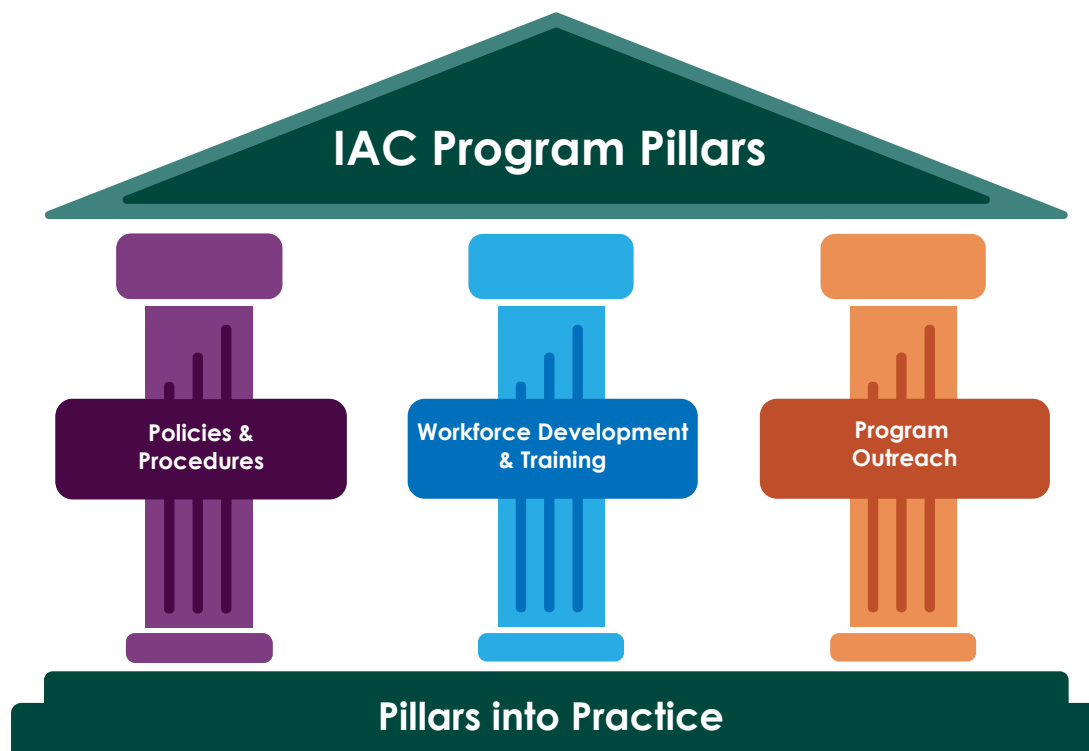 IAC Program Pillars
Policies &
Procedures
Workforce Development
& Training
Program
Outreach
Pillars into Practice